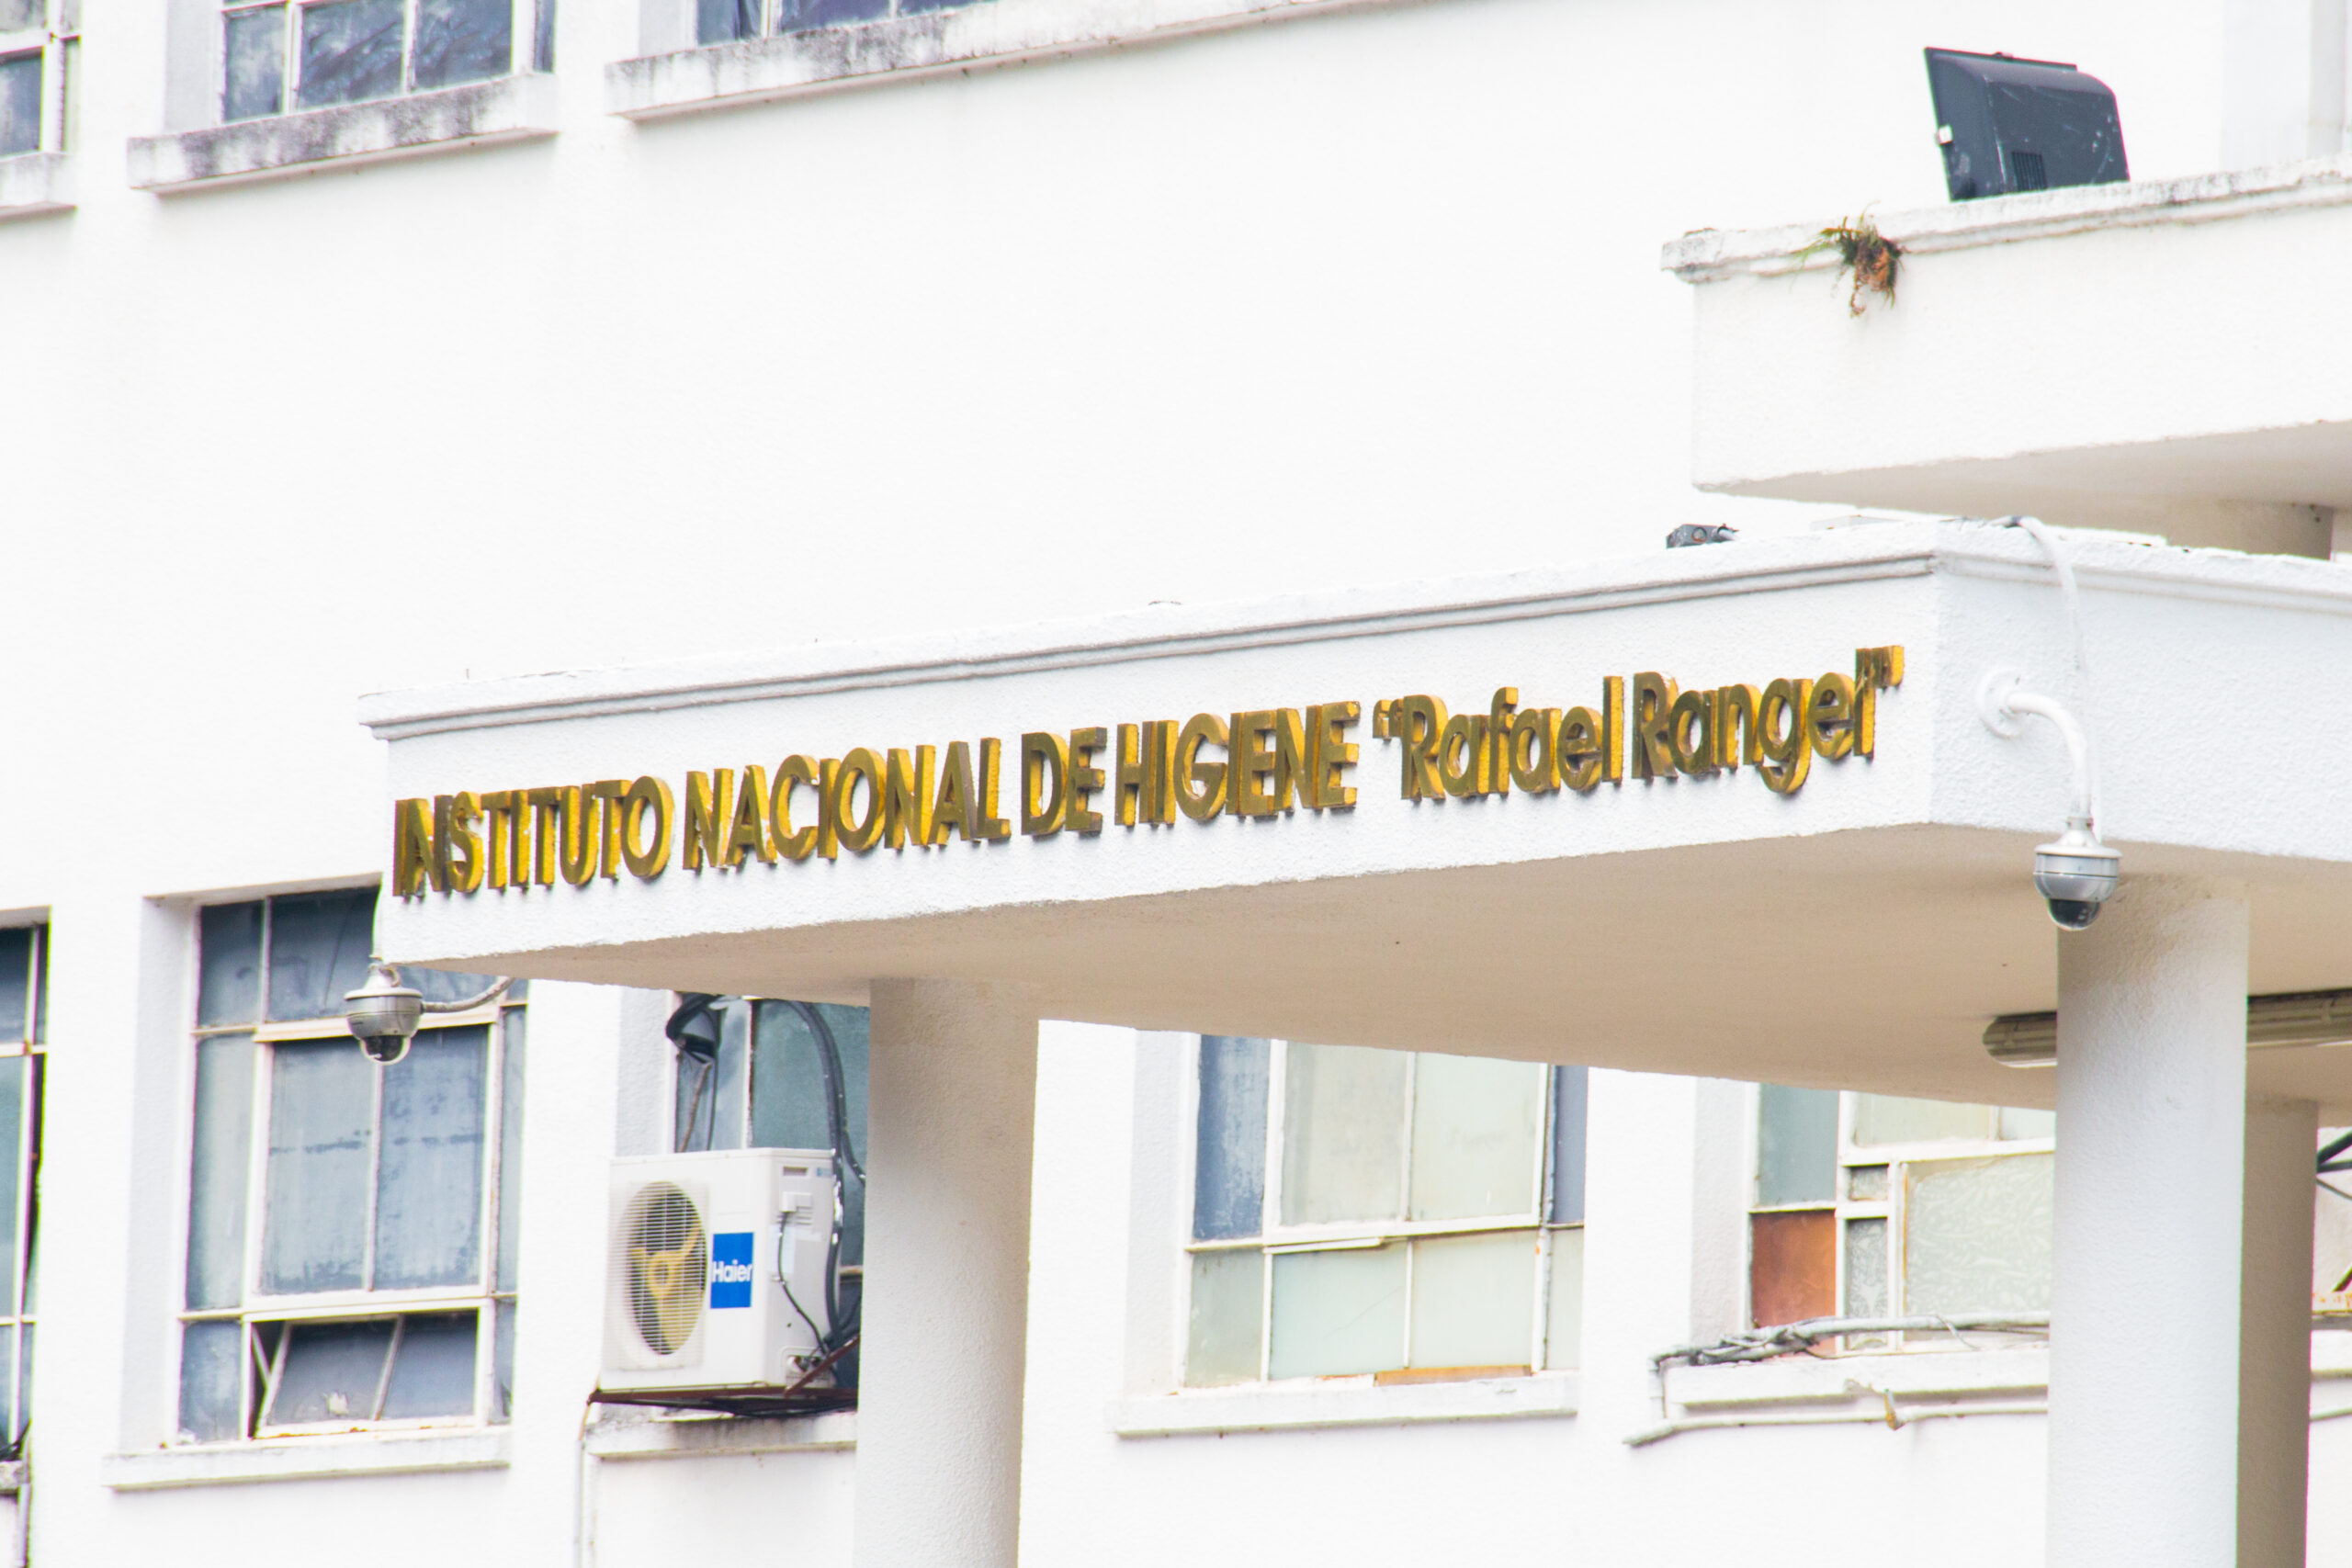 INSTITUTO NACIONAL DE HIGIENE “Rafael Rangel”
Haier